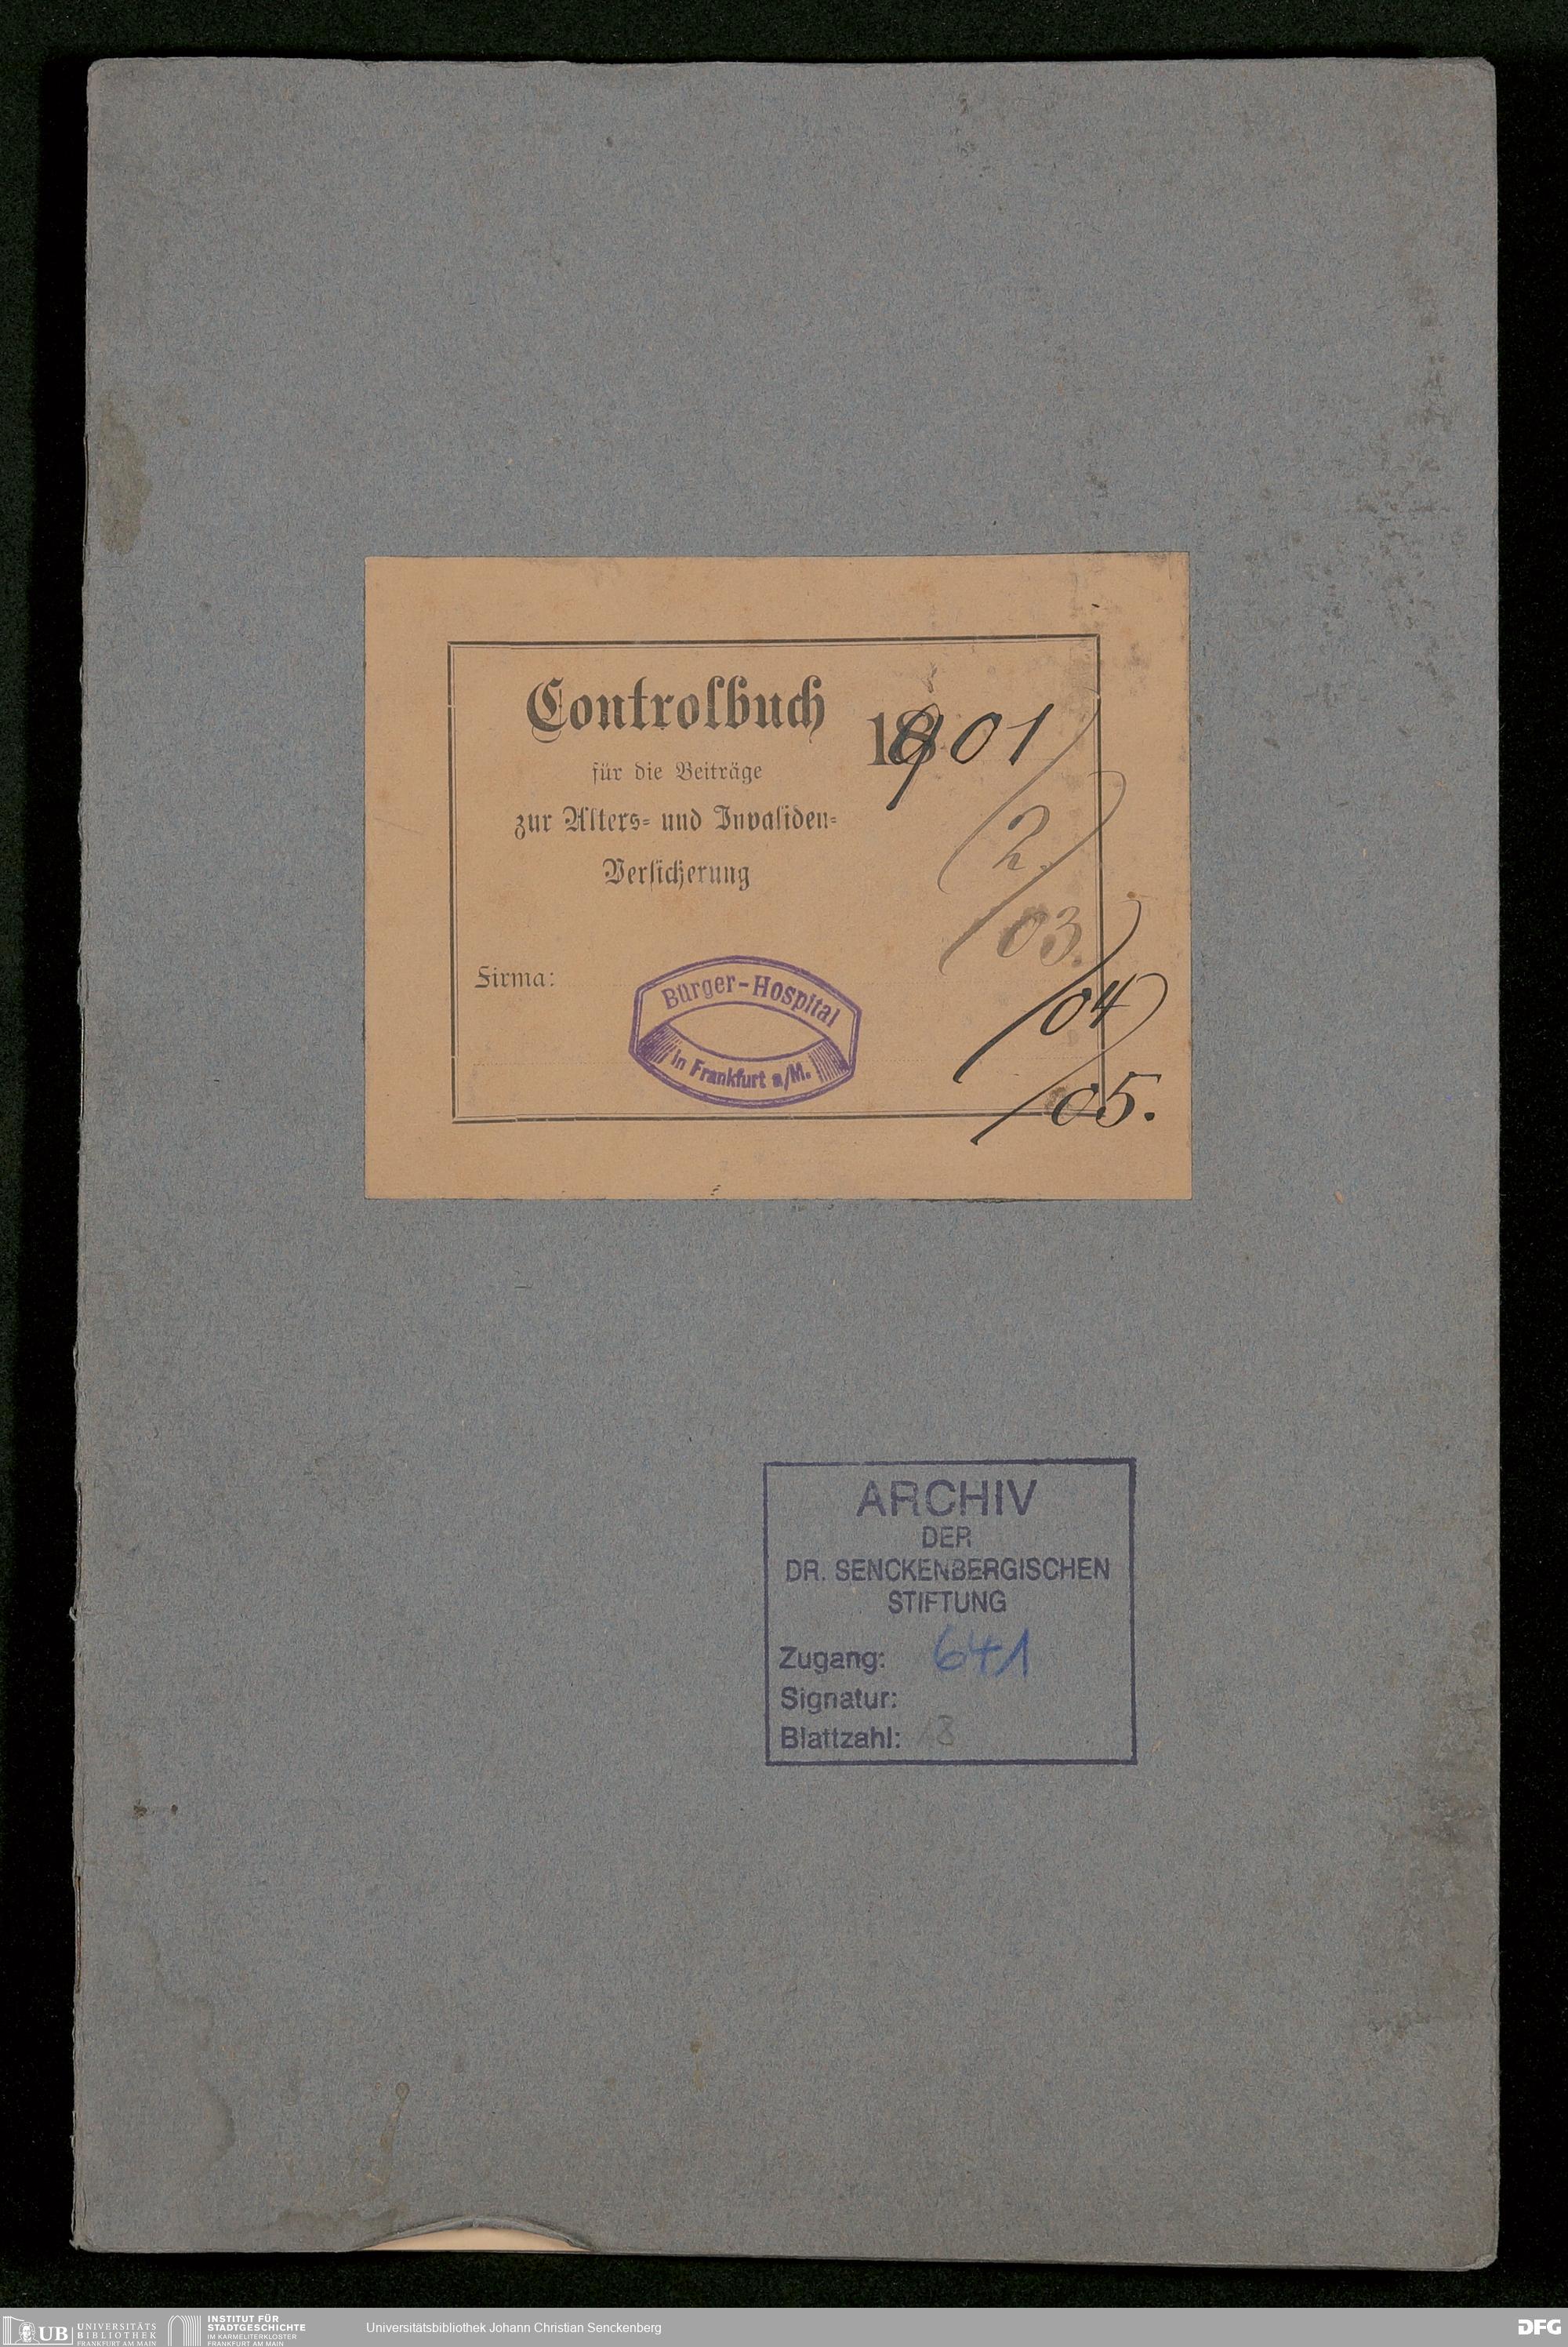 Controlbuch
für die Beiträge
zur Alters- und Invaliden-
Versicherung
1901
/2.
/03.
/04
/05.
Firma:
Bürger-Hospital
in Frankfurt a/M.
ARCHIV
DER
DR. SENCKENBERGISCHEN
STIFTUNG
Zugang: 641
Signatur:
Blattzahl: 18
UB UNIVERSITÄTS
BIBLIOTHEK
FRANKFURT AM MAIN
INSTITUT FÜR
STADTGESCHICHTE
IM KARMELITERKLOSTER
FRANKFURT AM MAIN
Universitätsbibliothek Johann Christian Senckenberg
DFG